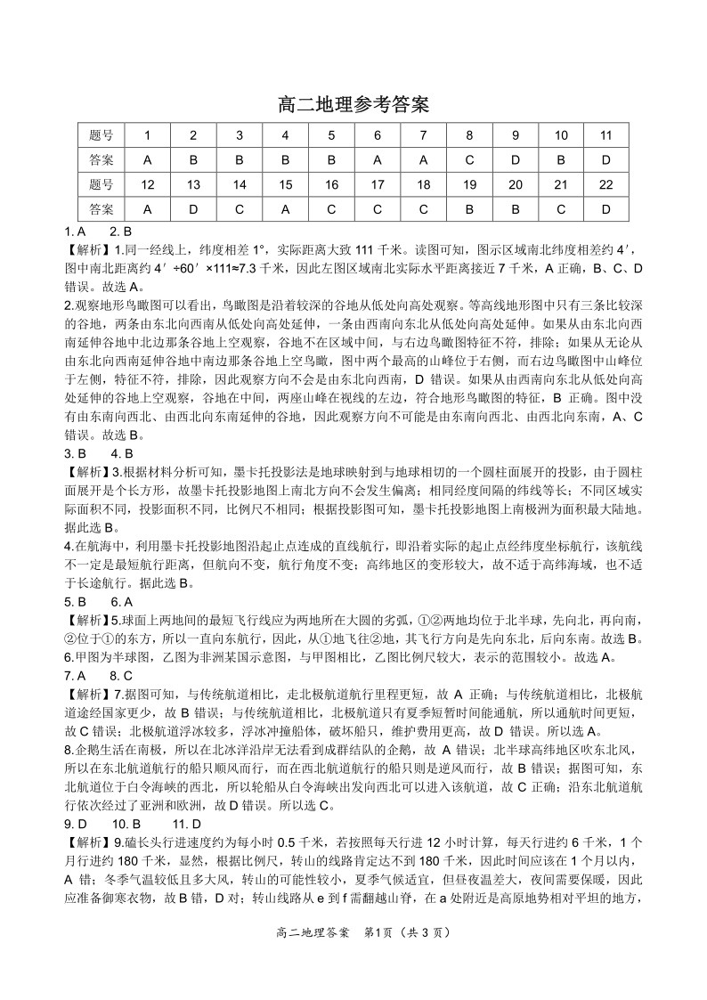 高二地理参考答案
题号 1 2 3 4 5 6 7 8 9 10 11
答案 A B B B B A A C D B D
题号 12 13 14 15 16 17 18 19 20 21 22
答案 A D C A C C C B B C D
1. A 2. B
【解析】1.同一经线上，纬度相差 1°，实际距离大致 111 千米。读图可知，图示区域南北纬度相差约 4′，
图中南北距离约 4′÷60′×111≈7.3 千米，因此左图区域南北实际水平距离接近 7 千米，A 正确，B、C、D
错误。故选 A。
2.观察地形鸟瞰图可以看出，鸟瞰图是沿着较深的谷地从低处向高处观察。等高线地形图中只有三条比较深
的谷地，两条由东北向西南从低处向高处延伸，一条由西南向东北从低处向高处延伸。如果从由东北向西
南延伸谷地中北边那条谷地上空观察，谷地不在区域中间，与右边鸟瞰图特征不符，排除；如果从无论从
由东北向西南延伸谷地中南边那条谷地上空鸟瞰，图中两个最高的山峰位于右侧，而右边鸟瞰图中山峰位
于左侧，特征不符，排除，因此观察方向不会是由东北向西南，D 错误。如果从由西南向东北从低处向高
处延伸的谷地上空观察，谷地在中间，两座山峰在视线的左边，符合地形鸟瞰图的特征，B 正确。图中没
有由东南向西北、由西北向东南延伸的谷地，因此观察方向不可能是由东南向西北、由西北向东南，A、C
错误。故选 B。
3. B 4. B
【解析】3.根据材料分析可知，墨卡托投影法是地球映射到与地球相切的一个圆柱面展开的投影，由于圆柱
面展开是个长方形，故墨卡托投影地图上南北方向不会发生偏离；相同经度间隔的纬线等长；不同区域实
际面积不同，投影面积不同，比例尺不相同；根据投影图可知，墨卡托投影地图上南极洲为面积最大陆地。
据此选 B。
4.在航海中，利用墨卡托投影地图沿起止点连成的直线航行，即沿着实际的起止点经纬度坐标航行，该航线
不一定是最短航行距离，但航向不变，航行角度不变；高纬地区的变形较大，故不适于高纬海域，也不适
于长途航行。据此选 B。
5. B 6. A
【解析】5.球面上两地间的最短飞行线应为两地所在大圆的劣弧，①②两地均位于北半球，先向北，再向南，
②位于①的东方，所以一直向东航行，因此，从①地飞往②地，其飞行方向是先向东北，后向东南。故选 B。
6.甲图为半球图，乙图为非洲某国示意图，与甲图相比，乙图比例尺较大，表示的范围较小。故选 A。
7. A 8. C
【解析】7.据图可知，与传统航道相比，走北极航道航行里程更短，故 A 正确；与传统航道相比，北极航
道途经国家更少，故 B 错误；与传统航道相比，北极航道只有夏季短暂时间能通航，所以通航时间更短，
故 C 错误；北极航道浮冰较多，浮冰冲撞船体，破坏船只，维护费用更高，故 D 错误。所以选 A。
8.企鹅生活在南极，所以在北冰洋沿岸无法看到成群结队的企鹅，故 A 错误；北半球高纬地区吹东北风，
所以在东北航道航行的船只顺风而行，而在西北航道航行的船只则是逆风而行，故 B 错误；据图可知，东
北航道位于白令海峡的西北，所以轮船从白令海峡出发向西北可以进入该航道，故 C 正确；沿东北航道航
行依次经过了亚洲和欧洲，故 D 错误。所以选 C。
9. D 10. B 11. D
【解析】9.磕长头行进速度约为每小时 0.5 千米，若按照每天行进 12 小时计算，每天行进约 6 千米，1 个
月行进约 180 千米，显然，根据比例尺，转山的线路肯定达不到 180 千米，因此时间应该在 1 个月以内，
A 错；冬季气温较低且多大风，转山的可能性较小，夏季气候适宜，但昼夜温差大，夜间需要保暖，因此
应准备御寒衣物，故 B 错，D 对；转山线路从 e 到 f 需翻越山脊，在 a 处附近是高原地势相对平坦的地方，
高二地理答案 第1页（共 3 页）